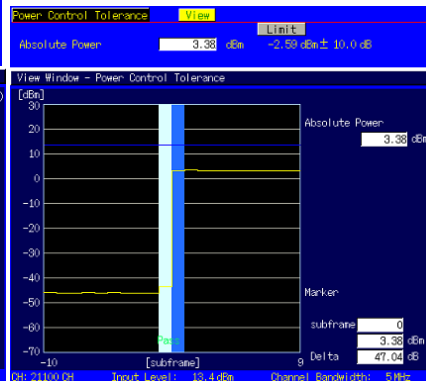 Power Control Tolerance View
Limit
Absolute Power 3.38 dBm -2.59 dBm± 10.0 dB
View Window - Power Control Tolerance
[dBm]
30
20
10
0
-10
-20
-30
-40
-50
-60
-70
Absolute Power
3.38 dBm
Marker
subframe 0
3.38 dBm
Delta 47.04 dB
Pass
-10 [subframe] 9
CH: 21100 CH Input Level: 13.4 dBm Channel Bandwidth: 5 MHz